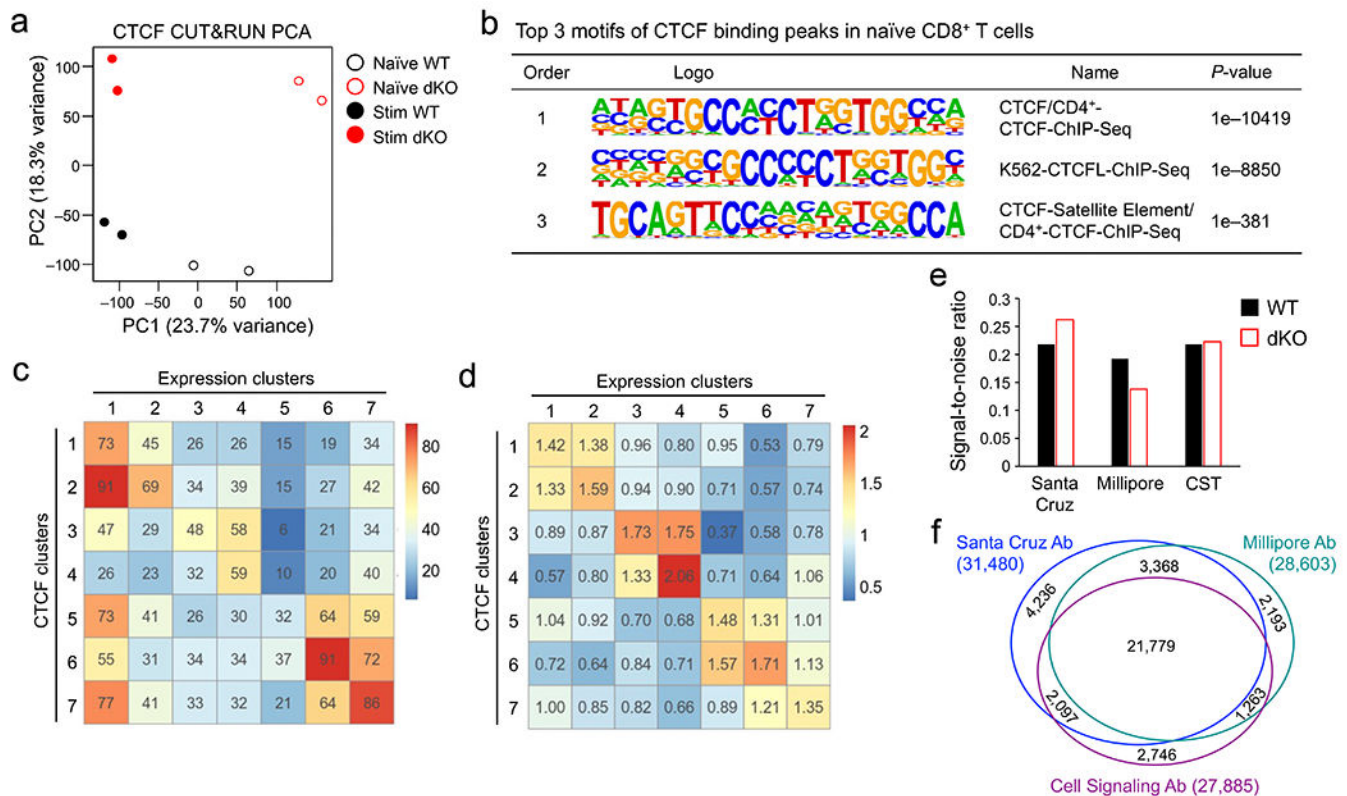 a
CTCF CUT&RUN PCA
100
50
0
−50
−100
PC2 (18.3% variance)
−100
0
100
PC1 (23.7% variance)
Naïve WT
Naïve dKO
Stim WT
Stim dKO
b
Top 3 motifs of CTCF binding peaks in naïve CD8⁺ T cells
Order Logo Name P-value
1 CTCF/CD4⁺-
CTCF-ChIP-Seq 1e−10419
2 K562-CTCFL-ChIP-Seq 1e−8850
3 CTCF-Satellite Element/
CD4⁺-CTCF-ChIP-Seq 1e−381
c
Expression clusters
1 2 3 4 5 6 7
CTCF clusters
1 73 45 26 26 15 19 34
2 91 69 34 39 15 27 42
3 47 29 48 58 6 21 34
4 26 23 32 59 10 20 40
5 73 41 26 30 32 64 59
6 55 31 34 34 37 91 72
7 77 41 33 32 21 64 86
80
60
40
20
d
Expression clusters
1 2 3 4 5 6 7
CTCF clusters
1 1.42 1.38 0.96 0.80 0.95 0.53 0.79
2 1.33 1.59 0.94 0.90 0.71 0.57 0.74
3 0.89 0.87 1.73 1.75 0.37 0.58 0.78
4 0.57 0.80 1.33 2.06 0.71 0.64 1.06
5 1.04 0.92 0.70 0.68 1.48 1.31 1.01
6 0.72 0.64 0.84 0.71 1.57 1.71 1.13
7 1.00 0.85 0.82 0.66 0.89 1.21 1.35
2
1.5
1
0.5
e
Signal-to-noise ratio
0.3
0.25
0.2
0.15
0.1
0.05
0
Santa
Cruz
Millipore
CST
WT
dKO
f
Santa Cruz Ab
(31,480)
Millipore Ab
(28,603)
3,368
4,236
2,193
21,779
2,097
1,263
2,746
Cell Signaling Ab (27,885)